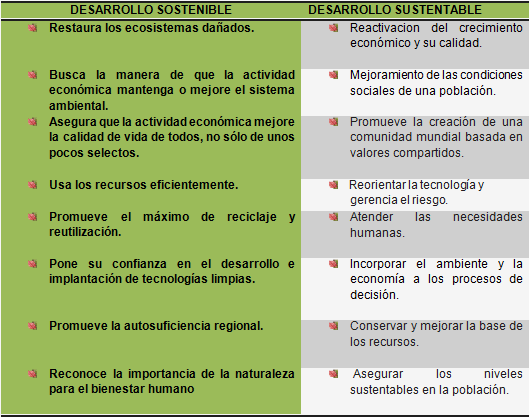 DESARROLLO SOSTENIBLE
DESARROLLO SUSTENTABLE
Restaura los ecosistemas dañados.
Reactivacion del crecimiento
económico y su calidad.
Busca la manera de que la actividad
económica mantenga o mejore el sistema
ambiental.
Mejoramiento de las condiciones
sociales de una población.
Asegura que la actividad económica mejore
la calidad de vida de todos, no sólo de unos
pocos selectos.
Promueve la creación de una
comunidad mundial basada en
valores compartidos.
Usa los recursos eficientemente.
Reorientar la tecnología y
gerencia el riesgo.
Promueve el máximo de reciclaje y
reutilización.
Atender las necesidades
humanas.
Pone su confianza en el desarrollo e
implantación de tecnologías limpias.
Incorporar el ambiente y la
economía a los procesos de
decisión.
Promueve la autosuficiencia regional.
Conservar y mejorar la base de
los recursos.
Reconoce la importancia de la naturaleza
para el bienestar humano
Asegurar los niveles
sustentables en la población.